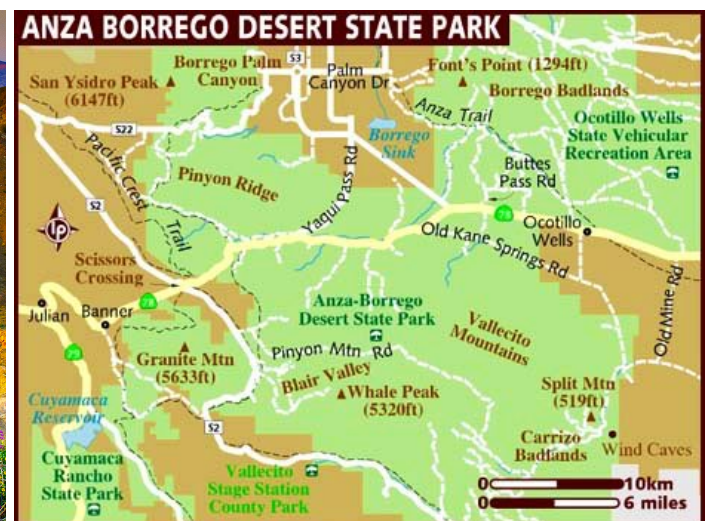 ANZA BORREGO DESERT STATE PARK
Borrego Palm
Canyon
S3
Palm
Canyon Dr
Font's Point (1294ft)
San Ysidro Peak
(6147ft)
Borrego Badlands
Anza Trail
Ocotillo Wells
State Vehicular
Recreation Area
S22
Borrego
Sink
Pacific Crest
Trail
Pinyon Ridge
Yaqui Pass Rd
Buttes
Pass Rd
S2
78
lp
Ocotillo
Wells
Old Kane Springs Rd
Scissors
Crossing
Old Mine Rd
Julian
Banner
78
Anza-Borrego
Desert State Park
Vallecito
Mountains
79
Granite Mtn
(5633ft)
Pinyon Mtn Rd
Blair Valley
Whale Peak
(5320ft)
Split Mtn
(519ft)
Cuyamaca
Reservoir
S2
Carrizo
Badlands
Wind Caves
Cuyamaca
Rancho
State Park
Vallecito
Stage Station
County Park
0 10km
0 6 miles